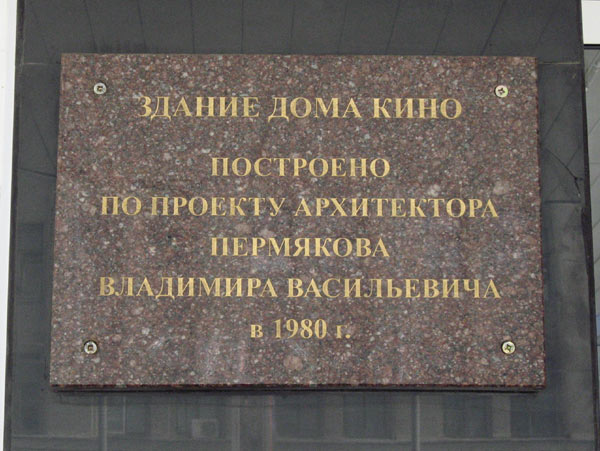 ЗДАНИЕ ДОМА КИНО
ПОСТРОЕНО
ПО ПРОЕКТУ АРХИТЕКТОРА
ПЕРМЯКОВА
ВЛАДИМИРА ВАСИЛЬЕВИЧА
в 1980 г.